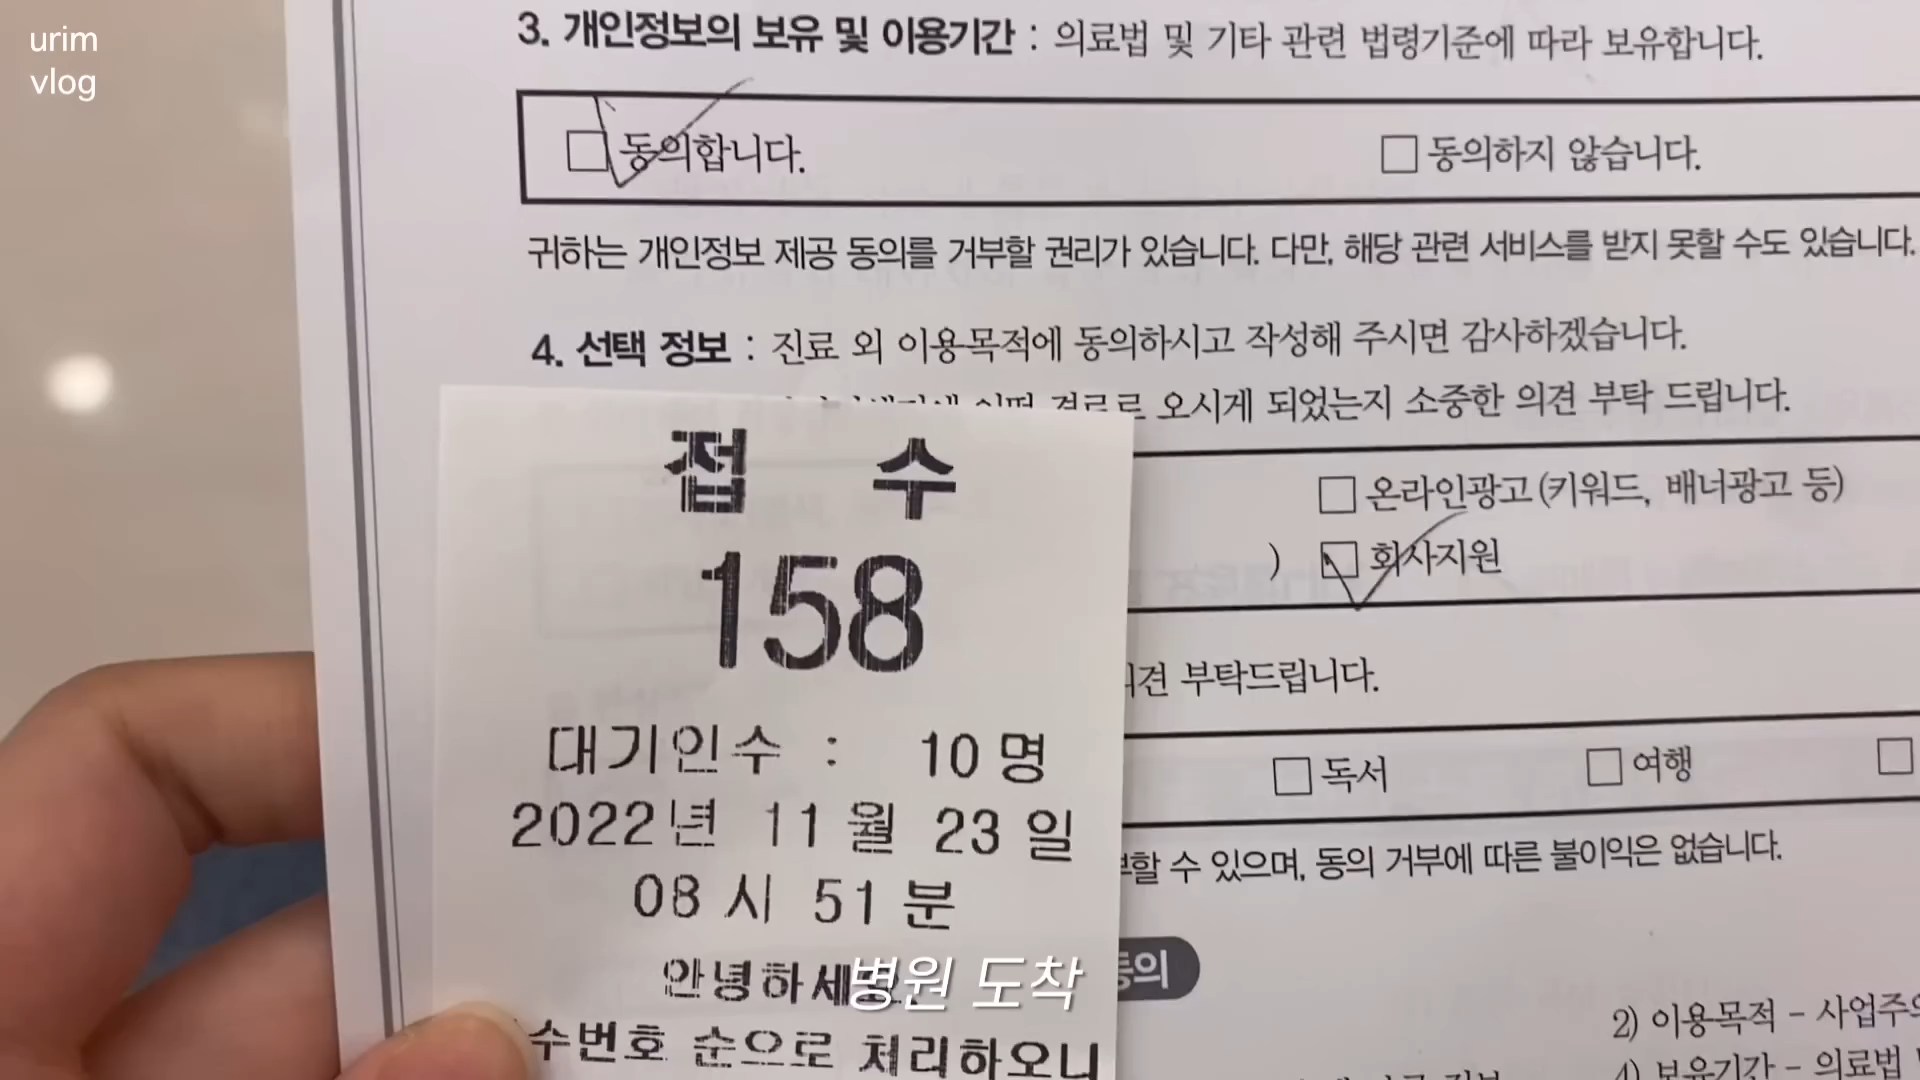 urim
vlog
3. 개인정보의 보유 및 이용기간 : 의료법 및 기타 관련 법령기준에 따라 보유합니다.
동의합니다.
동의하지 않습니다.
귀하는 개인정보 제공 동의를 거부할 권리가 있습니다. 다만, 해당 관련 서비스를 받지 못할 수도 있습니다.
4. 선택 정보 : 진료 외 이용목적에 동의하시고 작성해 주시면 감사하겠습니다.
오시게 되었는지 소중한 의견 부탁 드립니다.
온라인광고(키워드, 배너광고 등)
) 회사지원
부탁드립니다.
독서
여행
수 있으며, 동의 거부에 따른 불이익은 없습니다.
동의
2) 이용목적 - 사업주
4) 보유기간 - 의료법
접 수
158
대기인수 : 10 명
2022년 11 월 23 일
08 시 51 분
안녕하세요.
수번호 순으로 처리하오니
병원 도착